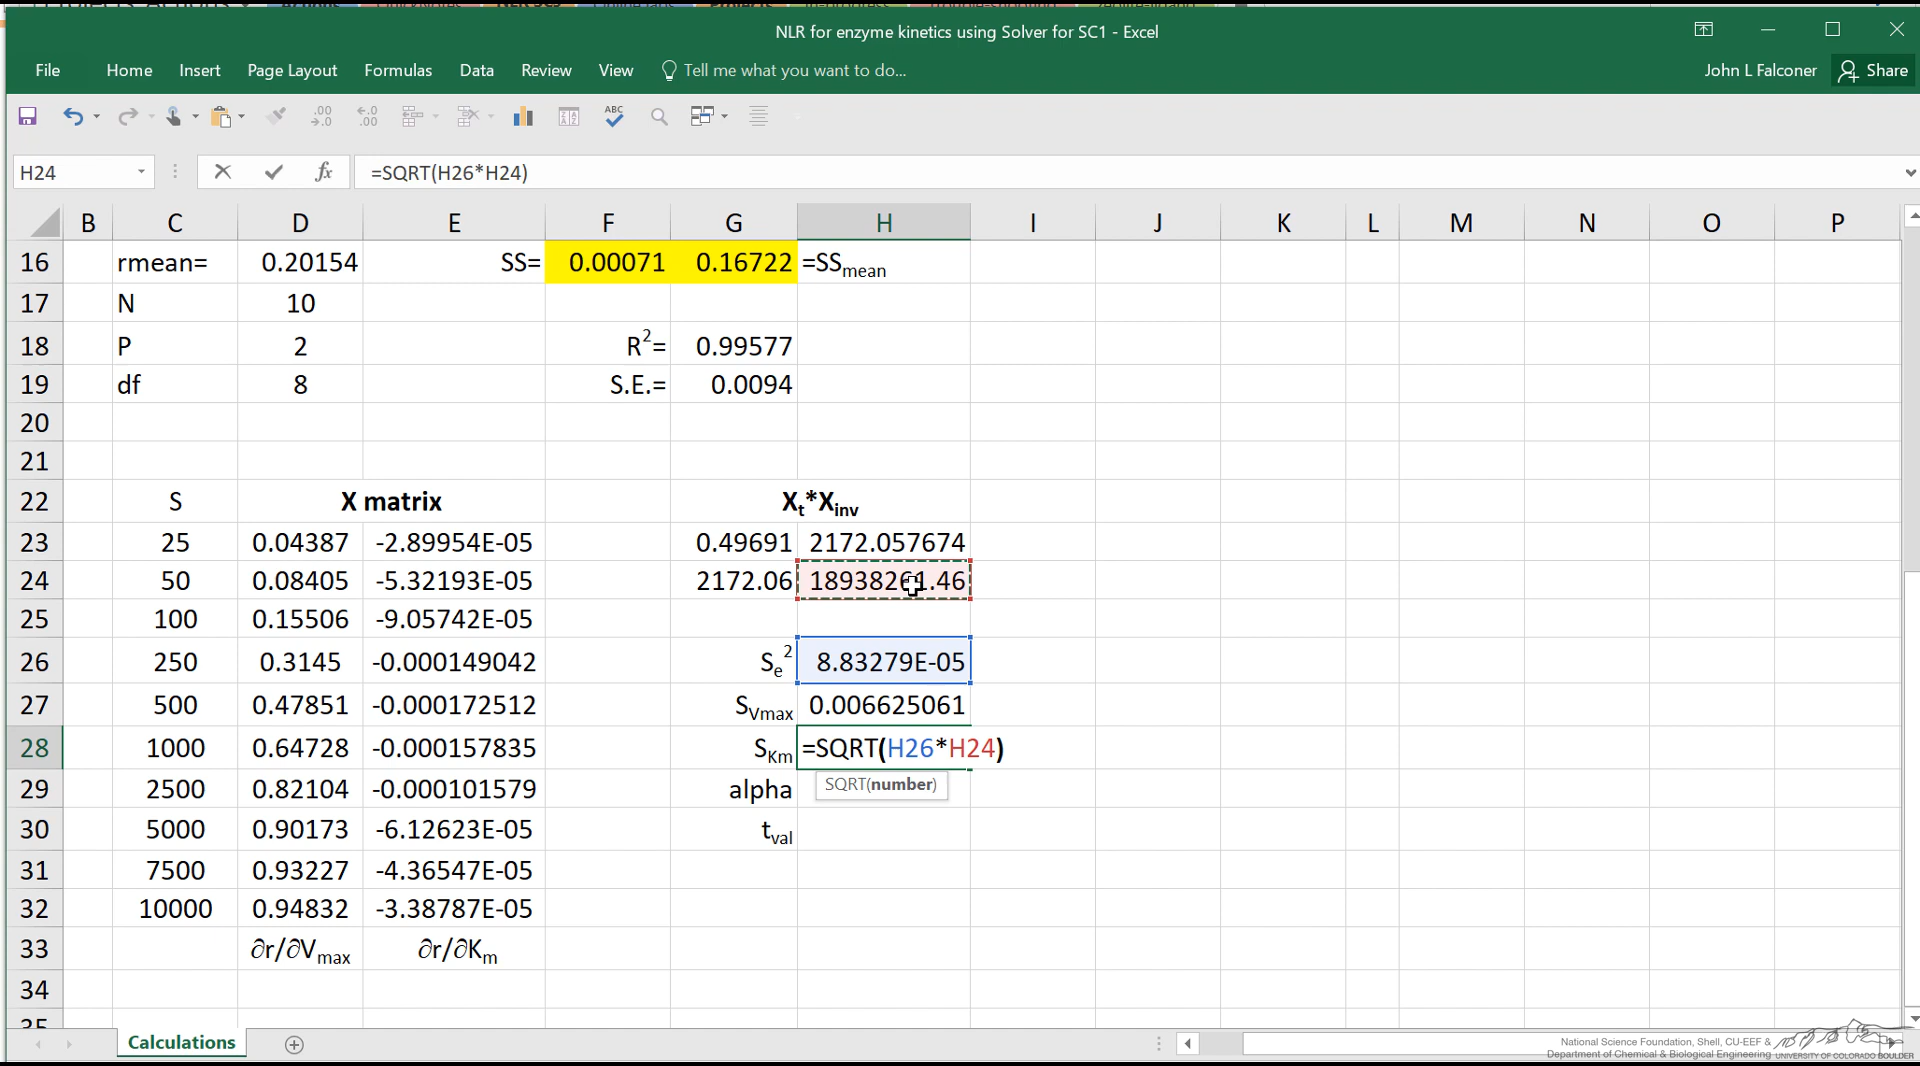 NLR for enzyme kinetics using Solver for SC1 - Excel
File Home Insert Page Layout Formulas Data Review View Tell me what you want to do... John L Falconer Share
H24 fx =SQRT(H26*H24)
B C D E F G H I J K L M N O P
16 rmean= 0.20154 SS= 0.00071 0.16722 =SSmean
17 N 10
18 P 2 R2= 0.99577
19 df 8 S.E.= 0.0094
20
21
22 S X matrix Xt*Xinv
23 25 0.04387 -2.89954E-05 0.49691 2172.057674
24 50 0.08405 -5.32193E-05 2172.06 18938261.46
25 100 0.15506 -9.05742E-05
26 250 0.3145 -0.000149042 Se2 8.83279E-05
27 500 0.47851 -0.000172512 SVmax 0.006625061
28 1000 0.64728 -0.000157835 SKm =SQRT(H26*H24)
29 2500 0.82104 -0.000101579 alpha SQRT(number)
30 5000 0.90173 -6.12623E-05 tval
31 7500 0.93227 -4.36547E-05
32 10000 0.94832 -3.38787E-05
33 ∂r/∂Vmax ∂r/∂Km
34
35
Calculations
National Science Foundation, Shell, CU-EEF &
Department of Chemical & Biological Engineering UNIVERSITY OF COLORADO BOULDER